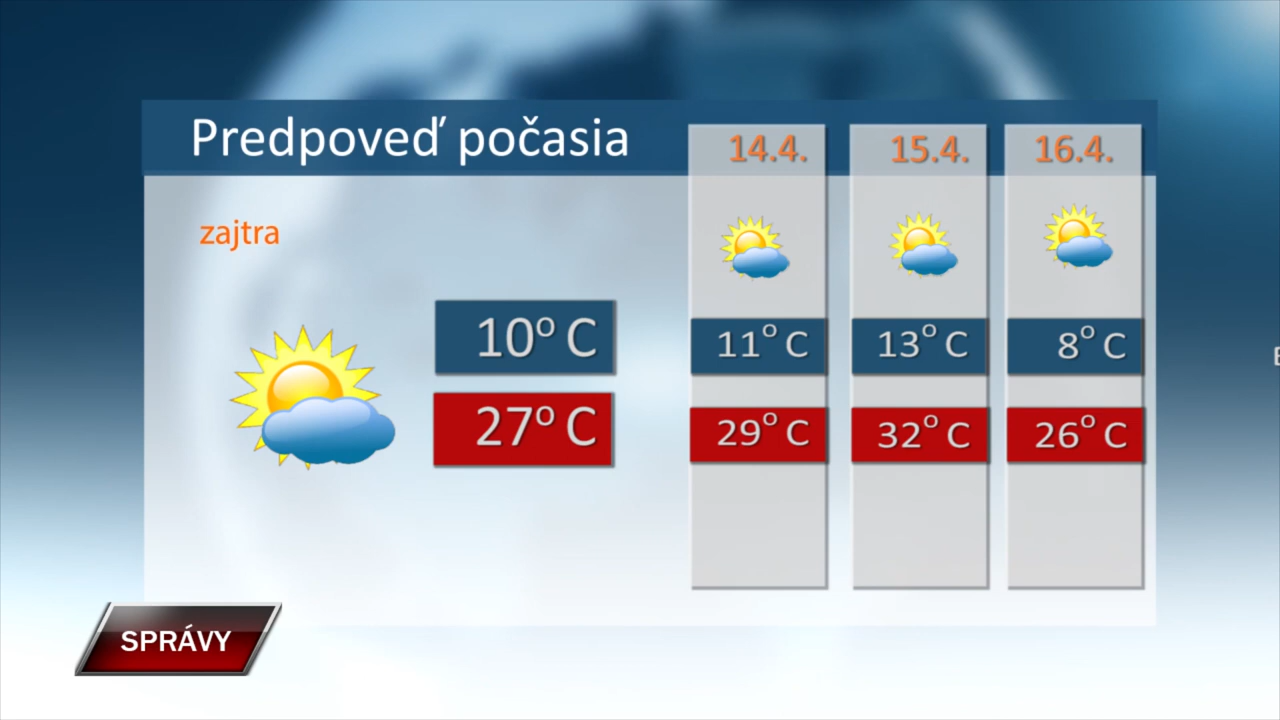 Predpoveď počasia
zajtra
10° C
27° C
14.4.
11° C
29° C
15.4.
13° C
32° C
16.4.
8° C
26° C
SPRÁVY